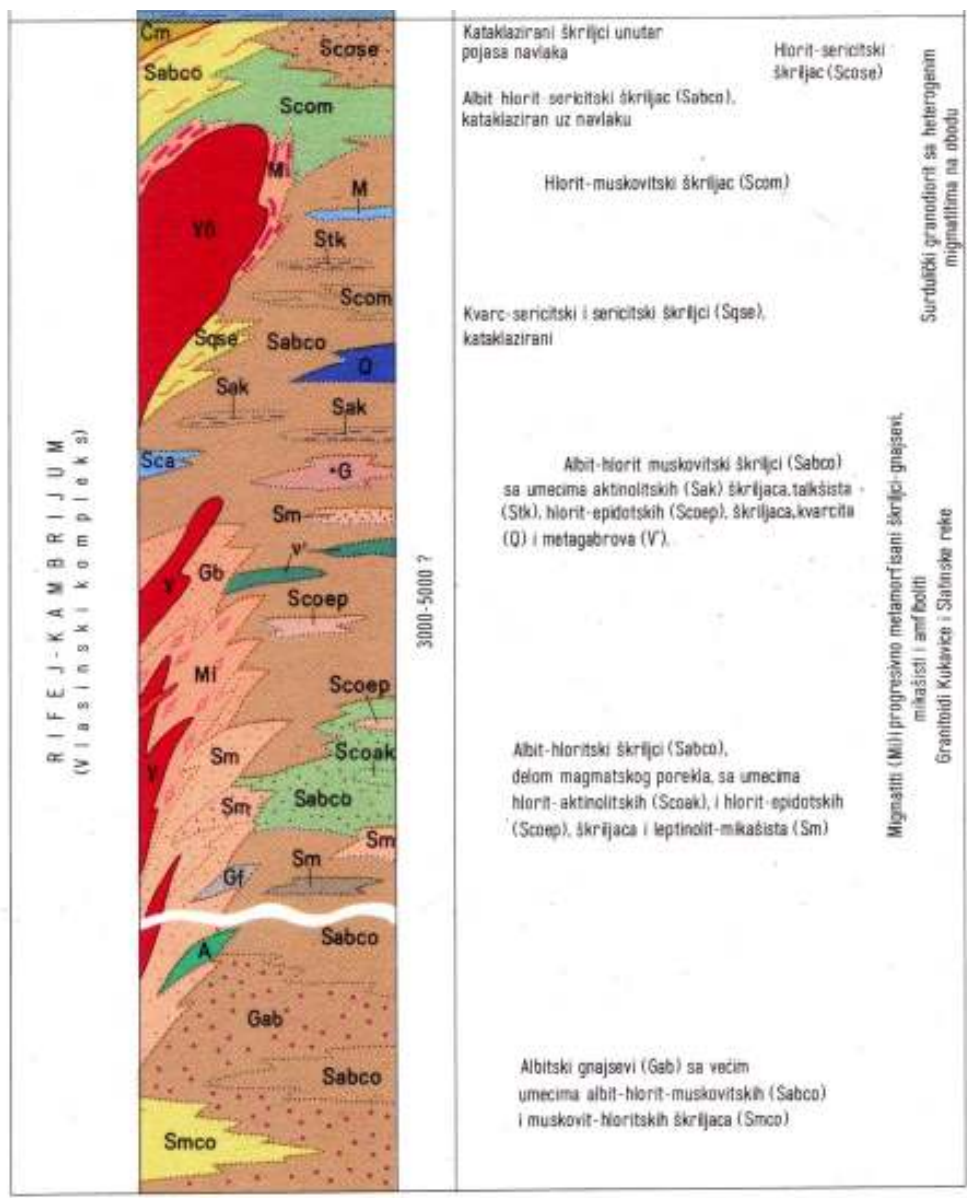 RIFEJ-KAMBRIJUM
(Vlasinski kompleks)
Cm
Scose
Sabco
Scom
Mi
M
γδ
Stk
Scom
Sqse
Sabco
Q
Sak
Sak
Sca
G
Sm
v'
Gb
γ
Scoep
Mi
Scoep
Sm
Scoak
γ
Sabco
Sm
Sm
Sm
Gf
Sabco
A
Gab
Sabco
Smco
3000-5000 ?
Kataklazirani škriljci unutar
pojasa navlaka
Hlorit-sericitski
škriljac (Scose)
Albit hlorit-sericitski škriljac (Sabco),
kataklaziran uz navlaku
Hlorit-muskovitski škriljac (Scom)
Kvarc-sericitski i sericitski škriljci (Sqse),
kataklazirani
Albit-hlorit muskovitski škriljci (Sabco)
sa umecima aktinolitskih (Sak) škriljaca, talkšista
(Stk), hlorit-epidotskih (Scoep), škriljaca, kvarcita
(Q) i metagabrova (V').
Albit-hloritski škriljci (Sabco),
delom magmatskog porekla, sa umecima
hlorit-aktinolitskih (Scoak), i hlorit-epidotskih
(Scoep), škriljaca i leptinolit-mikašista (Sm)
Albitski gnajsevi (Gab) sa većim
umecima albit-hlorit-muskovitskih (Sabco)
i muskovit-hloritskih škriljaca (Smco)
Surdulički granodiorit sa heterogenim
migmatitima na obodu
Migmatiti (Mi) i progresivno metamorfisani škriljci-gnajsevi,
mikašisti i amfiboliti
Granitoidi Kukavice i Slatinske reke